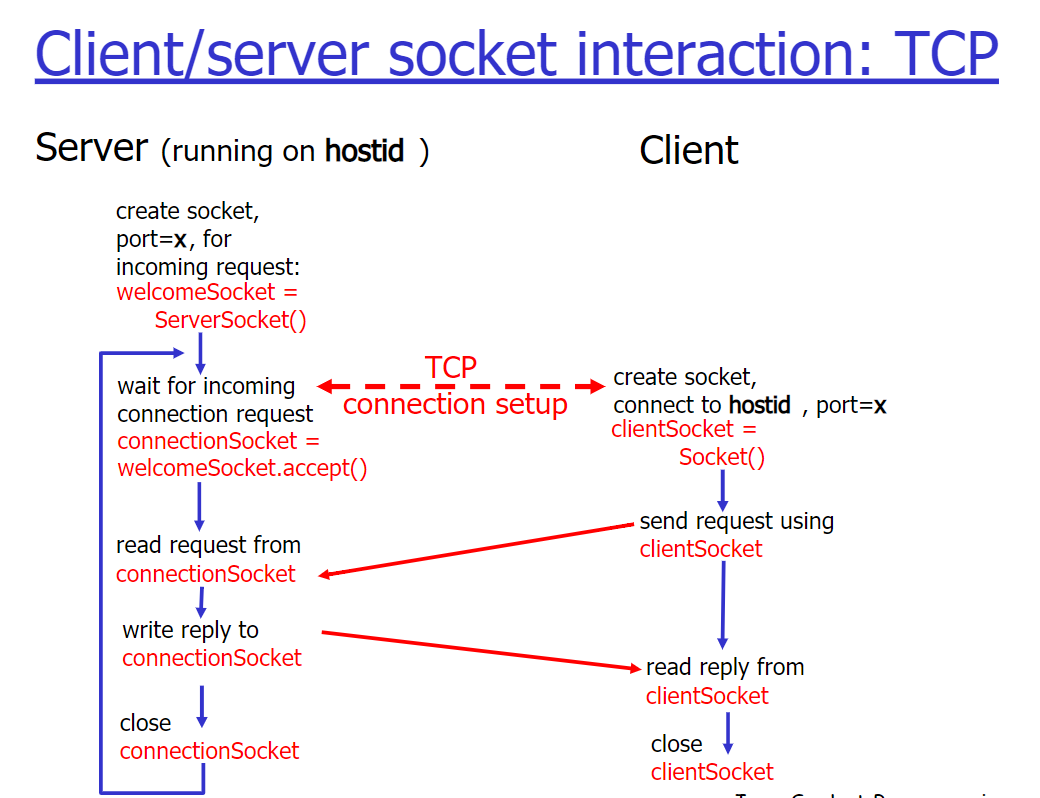 Client/server socket interaction: TCP
Server (running on hostid )
Client
create socket,
port=x, for
incoming request:
welcomeSocket =
ServerSocket()
wait for incoming
connection request
connectionSocket =
welcomeSocket.accept()
TCP
connection setup
create socket,
connect to hostid , port=x
clientSocket =
Socket()
send request using
clientSocket
read request from
connectionSocket
write reply to
connectionSocket
read reply from
clientSocket
close
connectionSocket
close
clientSocket